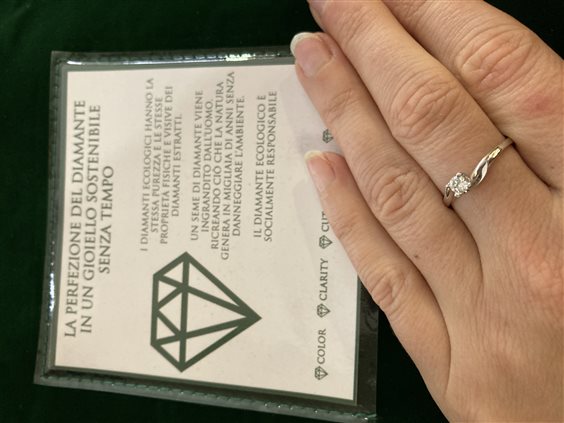 LA PERFEZIONE DEL DIAMANTE
IN UN GIOIELLO SOSTENIBILE
SENZA TEMPO
I DIAMANTI ECOLOGICI HANNO LA
STESSA PUREZZA E LE STESSE
PROPRIETÀ FISICHE E VISIVE DEI
DIAMANTI ESTRATTI.
UN SEME DI DIAMANTE VIENE
INGRANDITO DALL'UOMO,
RICREANDO CIÒ CHE LA NATURA
GENERA IN MIGLIAIA DI ANNI SENZA
DANNEGGIARE L'AMBIENTE.
IL DIAMANTE ECOLOGICO È
SOCIALMENTE RESPONSABILE
COLOR CLARITY